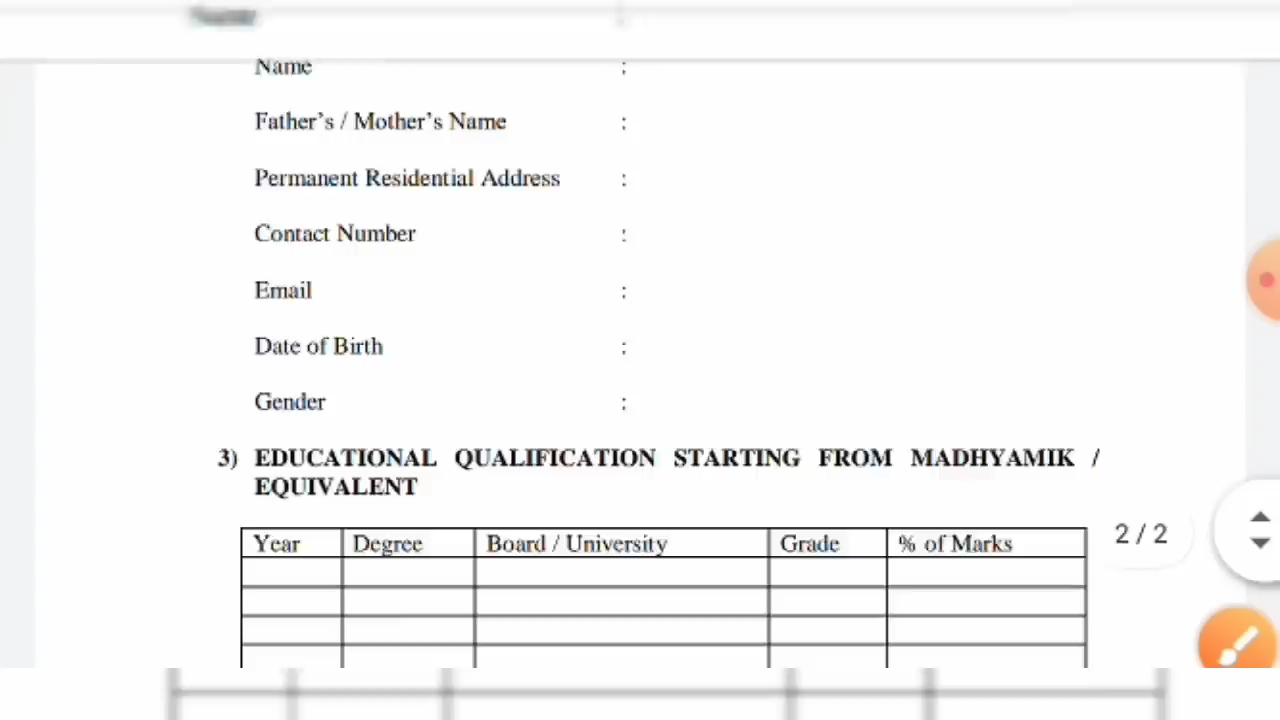 Name :
Father’s / Mother’s Name :
Permanent Residential Address :
Contact Number :
Email :
Date of Birth :
Gender :
3) EDUCATIONAL QUALIFICATION STARTING FROM MADHYAMIK /
EQUIVALENT
Year Degree Board / University Grade % of Marks
2 / 2